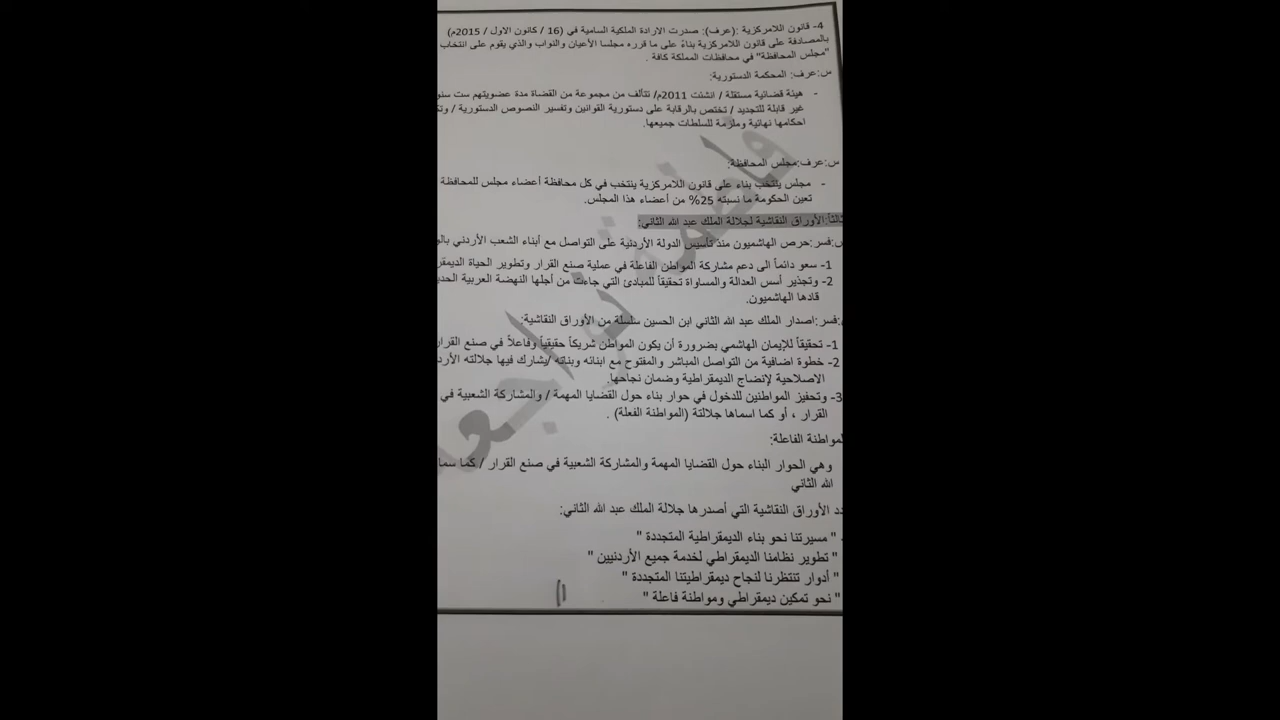 4- قانون اللامركزية :(عرف): صدرت الارادة الملكية السامية في (16 / كانون الاول / 2015م)
بالمصادقة على قانون اللامركزية بناءً على ما قرره مجلسا الأعيان والنواب والذي يقوم على انتخاب
"مجلس المحافظة" في محافظات المملكة كافة .
س:عرف: المحكمة الدستورية:
- هيئة قضائية مستقلة / انشئت 2011م/ تتألف من مجموعة من القضاة مدة عضويتهم ست
غير قابلة للتجديد / تختص بالرقابة على دستورية القوانين وتفسير النصوص الدستورية /
احكامها نهائية وملزمة للسلطات جميعها.
س:عرف:مجلس المحافظة:
- مجلس ينتخب بناء على قانون اللامركزية ينتخب في كل محافظة أعضاء مجلس للمحافظة
تعين الحكومة ما نسبته 25% من أعضاء هذا المجلس.
الأوراق النقاشية لجلالة الملك عبد الله الثاني:
فسر:حرص الهاشميون منذ تأسيس الدولة الأردنية على التواصل مع أبناء الشعب الأردني
1- سعو دائماً الى دعم مشاركة المواطن الفاعلة في عملية صنع القرار وتطوير الحياة
2- وتجذير أسس العدالة والمساواة تحقيقاً للمبادئ التي جاءت من أجلها النهضة العربية
قادها الهاشميون.
فسر:اصدار الملك عبد الله الثاني ابن الحسين سلسلة من الأوراق النقاشية:
1- تحقيقاً للإيمان الهاشمي بضرورة أن يكون المواطن شريكاً حقيقياً وفاعلاً في صنع القرار
2- خطوة اضافية من التواصل المباشر والمفتوح مع ابنائه وبناته /يشارك فيها جلالته
الاصلاحية لإنضاج الديمقراطية وضمان نجاحها.
3- وتحفيز المواطنين للدخول في حوار بناء حول القضايا المهمة / والمشاركة الشعبية في
القرار ، أو كما اسماها جلالتة (المواطنة الفعلة) .
المواطنة الفاعلة:
وهي الحوار البناء حول القضايا المهمة والمشاركة الشعبية في صنع القرار / كما
الله الثاني
الأوراق النقاشية التي أصدرها جلالة الملك عبد الله الثاني:
" مسيرتنا نحو بناء الديمقراطية المتجددة "
" تطوير نظامنا الديمقراطي لخدمة جميع الأردنيين "
" أدوار تنتظرنا لنجاح ديمقراطيتنا المتجددة "
" نحو تمكين ديمقراطي ومواطنة فاعلة "